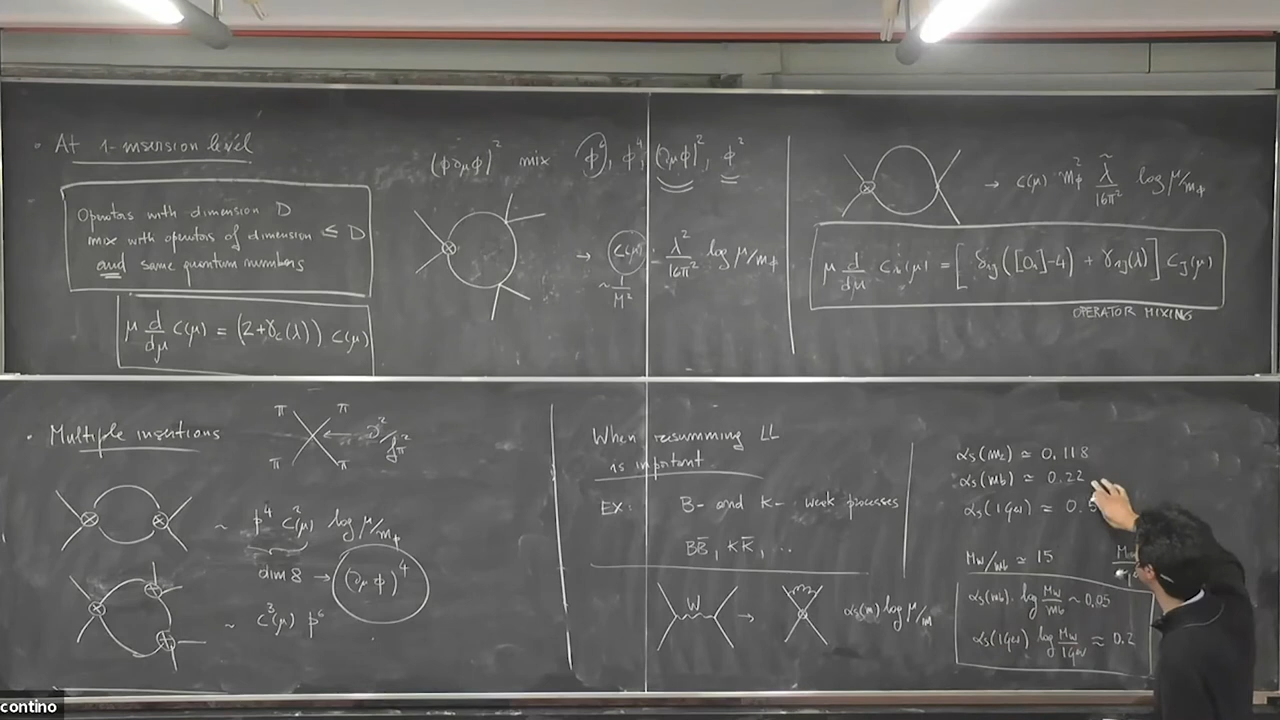 • At 1-insersion level
Operators with dimension D
mix with operators of dimension ≤ D
and same quantum numbers
μ d/dμ c(μ) = (2+γc(λ)) c(μ)
(ϕ∂μϕ)² mix ϕ⁶, ϕ⁴, (∂μϕ)², ϕ²
→ c(μ) · λ²/16π² log μ/mϕ
~ 1/M²
→ c(μ) · mϕ² λ̃/16π² log μ/mϕ
μ d/dμ ci(μ) = [δij([Oi]-4) + γij(λ)] cj(μ)
OPERATOR MIXING
• Multiple insertions
π π
π π
← ∂²/fπ²
~ p⁴ c²(μ) log μ/mϕ
dim 8 → (∂μϕ)⁴
~ c³(μ) p⁶
When resumming LL
is important
EX: B- and K- weak processes
BB̄, KK̄, ...
W → αs(m) log μ/m
αs(mz) ≃ 0.118
αs(mb) ≃ 0.22
αs(1GeV) ≃ 0.5
Mw/mb ≃ 15
αs(mb)· log Mw/mb ~ 0,05
αs(1GeV) log Mw/1GeV ≈ 0.2
contino